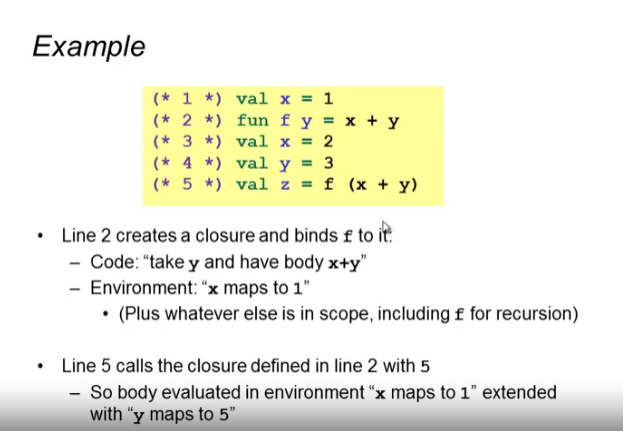 Example
(* 1 *) val x = 1
(* 2 *) fun f y = x + y
(* 3 *) val x = 2
(* 4 *) val y = 3
(* 5 *) val z = f (x + y)
• Line 2 creates a closure and binds f to it:
– Code: “take y and have body x+y”
– Environment: “x maps to 1”
• (Plus whatever else is in scope, including f for recursion)
• Line 5 calls the closure defined in line 2 with 5
– So body evaluated in environment “x maps to 1” extended
with “y maps to 5”